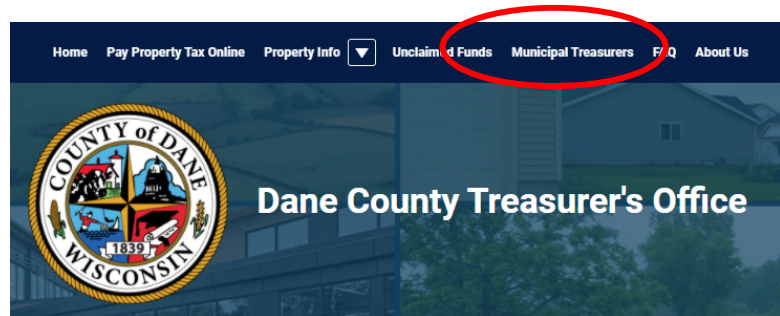 Home Pay Property Tax Online Property Info Unclaimed Funds Municipal Treasurers FAQ About Us
COUNTY of DANE
Dane County Treasurer's Office
1839
WISCONSIN